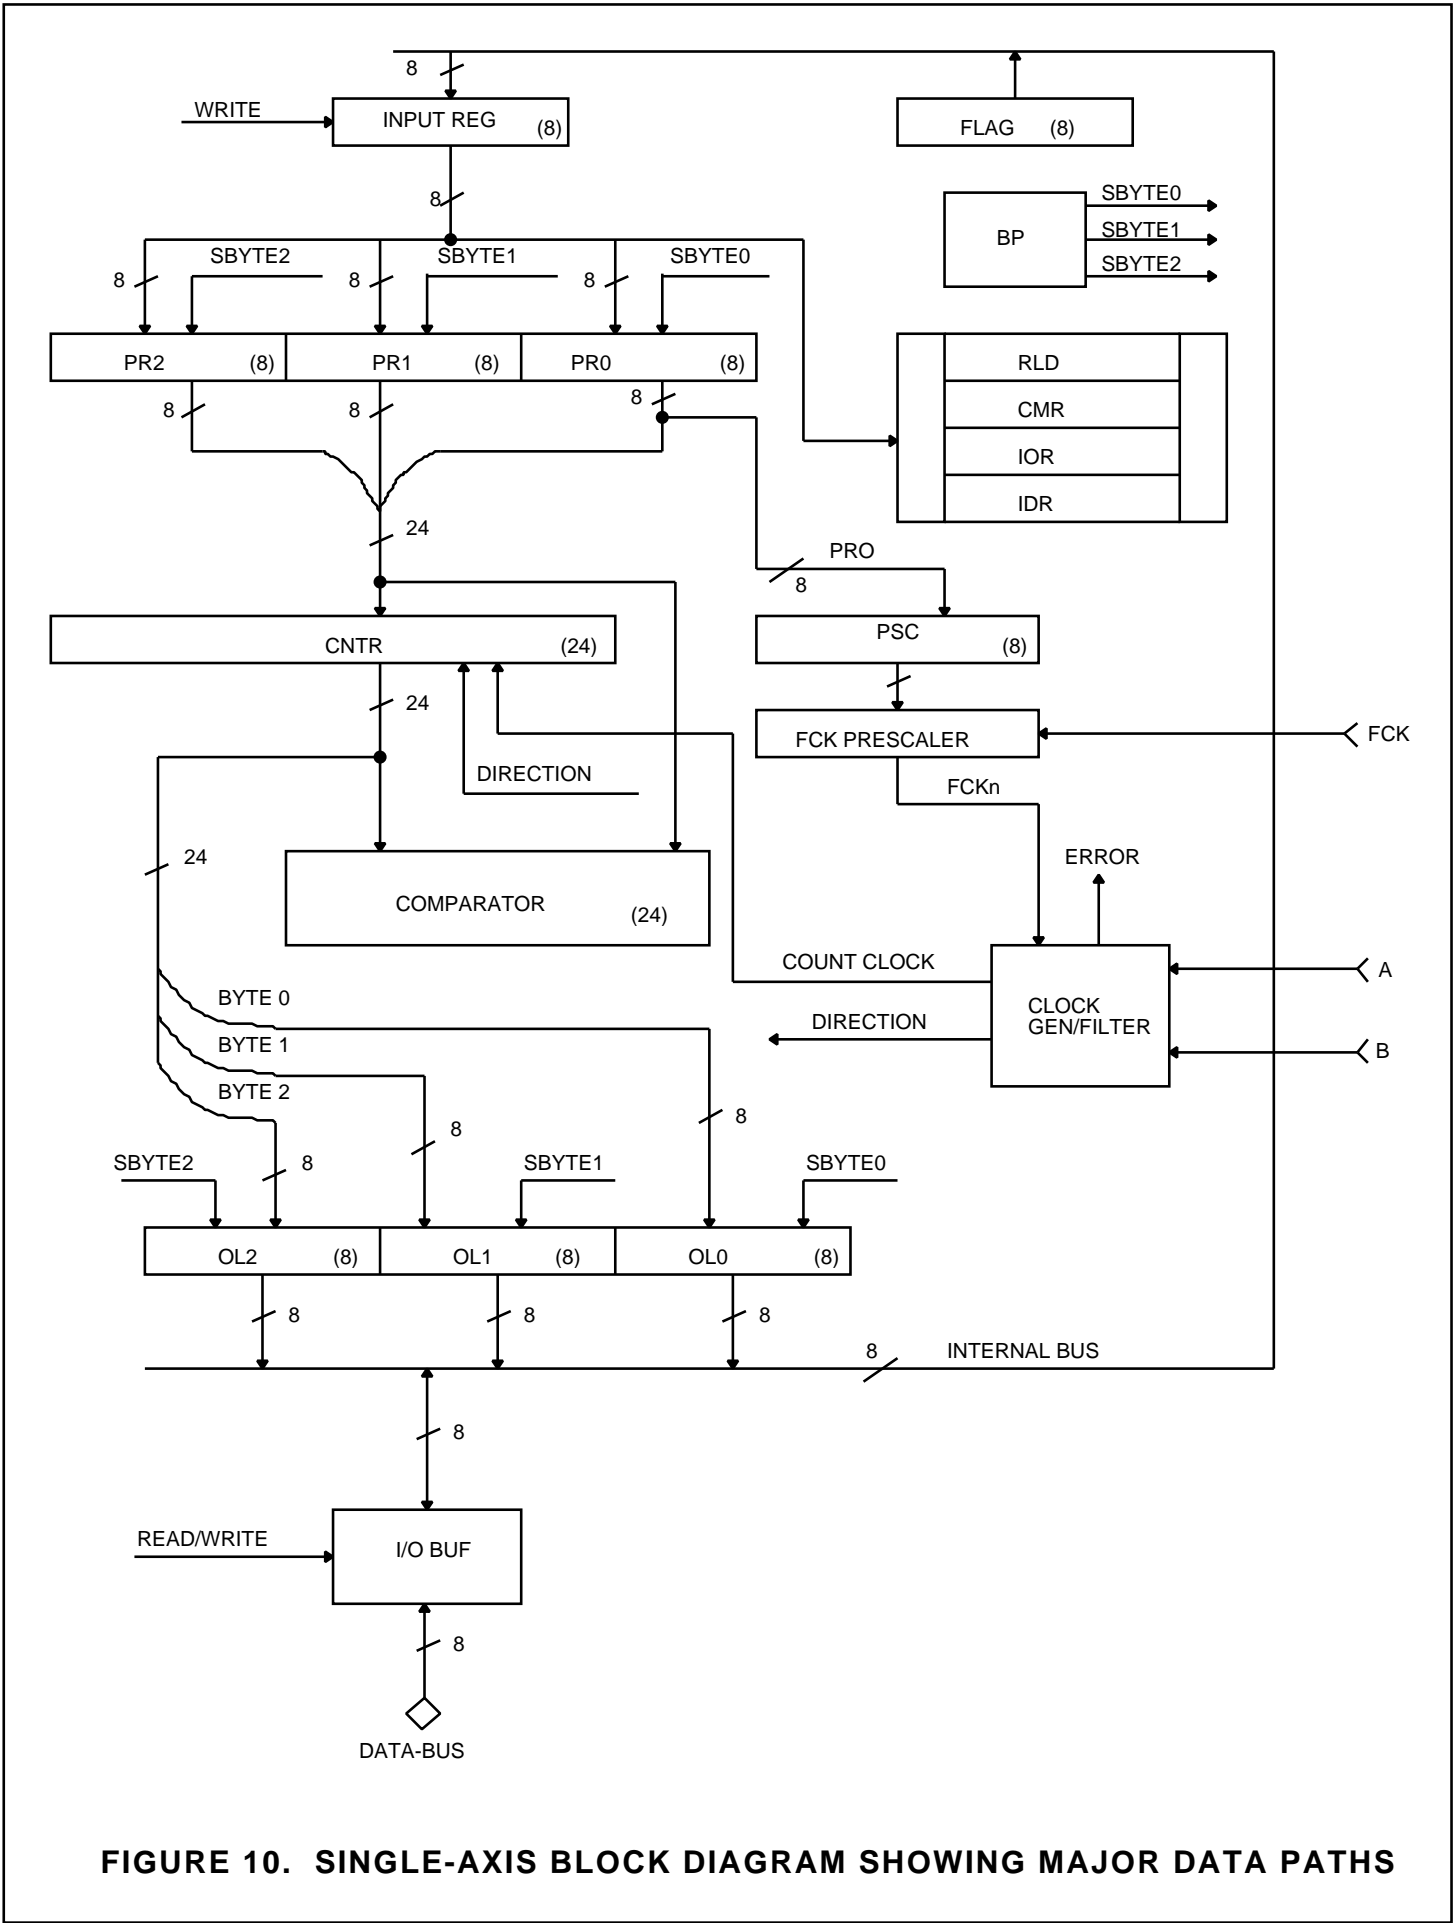 8
WRITE
INPUT REG (8)
FLAG (8)
8
SBYTE0
BP
SBYTE1
SBYTE2
SBYTE2
SBYTE1
SBYTE0
8
8
8
PR2 (8)
PR1 (8)
PR0 (8)
RLD
CMR
IOR
IDR
8
8
8
24
PRO
8
CNTR (24)
PSC (8)
24
FCK PRESCALER
FCK
DIRECTION
FCKn
24
ERROR
COMPARATOR (24)
COUNT CLOCK
A
BYTE 0
CLOCK
GEN/FILTER
DIRECTION
BYTE 1
B
BYTE 2
8
8
8
SBYTE2
SBYTE1
SBYTE0
OL2 (8)
OL1 (8)
OL0 (8)
8
8
8
8
INTERNAL BUS
8
READ/WRITE
I/O BUF
8
DATA-BUS
FIGURE 10. SINGLE-AXIS BLOCK DIAGRAM SHOWING MAJOR DATA PATHS